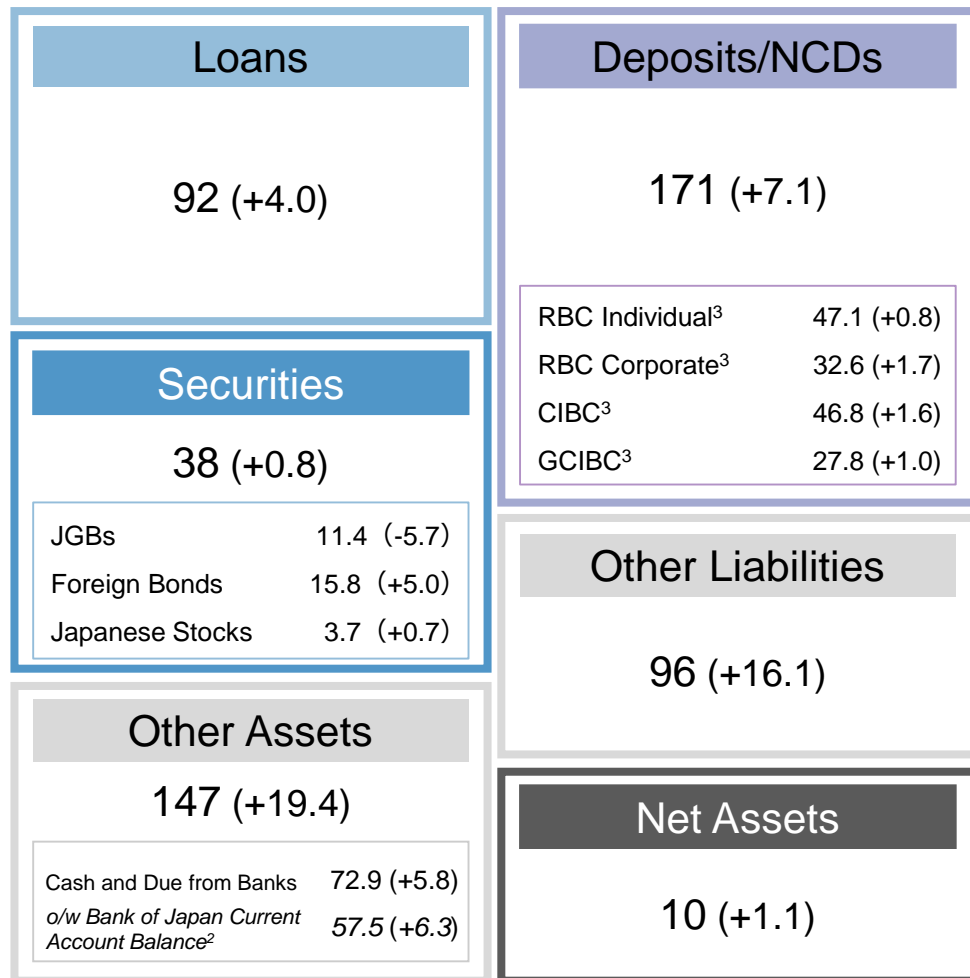 Loans
92 (+4.0)
Securities
38 (+0.8)
JGBs 11.4（-5.7）
Foreign Bonds 15.8（+5.0）
Japanese Stocks 3.7（+0.7）
Other Assets
147 (+19.4)
Cash and Due from Banks 72.9 (+5.8)
o/w Bank of Japan Current
Account Balance² 57.5 (+6.3)
Deposits/NCDs
171 (+7.1)
RBC Individual³ 47.1 (+0.8)
RBC Corporate³ 32.6 (+1.7)
CIBC³ 46.8 (+1.6)
GCIBC³ 27.8 (+1.0)
Other Liabilities
96 (+16.1)
Net Assets
10 (+1.1)